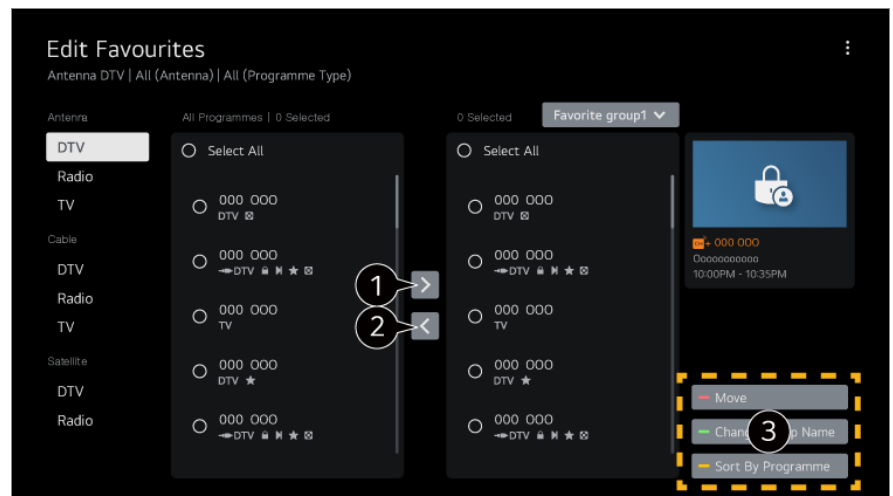 Edit Favourites
Antenna DTV | All (Antenna) | All (Programme Type)
Antenna
DTV
Radio
TV
Cable
DTV
Radio
TV
Satellite
DTV
Radio
All Programmes | 0 Selected
Select All
000 000
DTV
000 000
DTV
000 000
TV
000 000
DTV
000 000
DTV
1
2
0 Selected
Favorite group1
Select All
000 000
DTV
000 000
DTV
000 000
TV
000 000
DTV
000 000
DTV
+ 000 000
Oooooooooo
10:00PM - 10:35PM
Move
3
Name
Sort By Programme